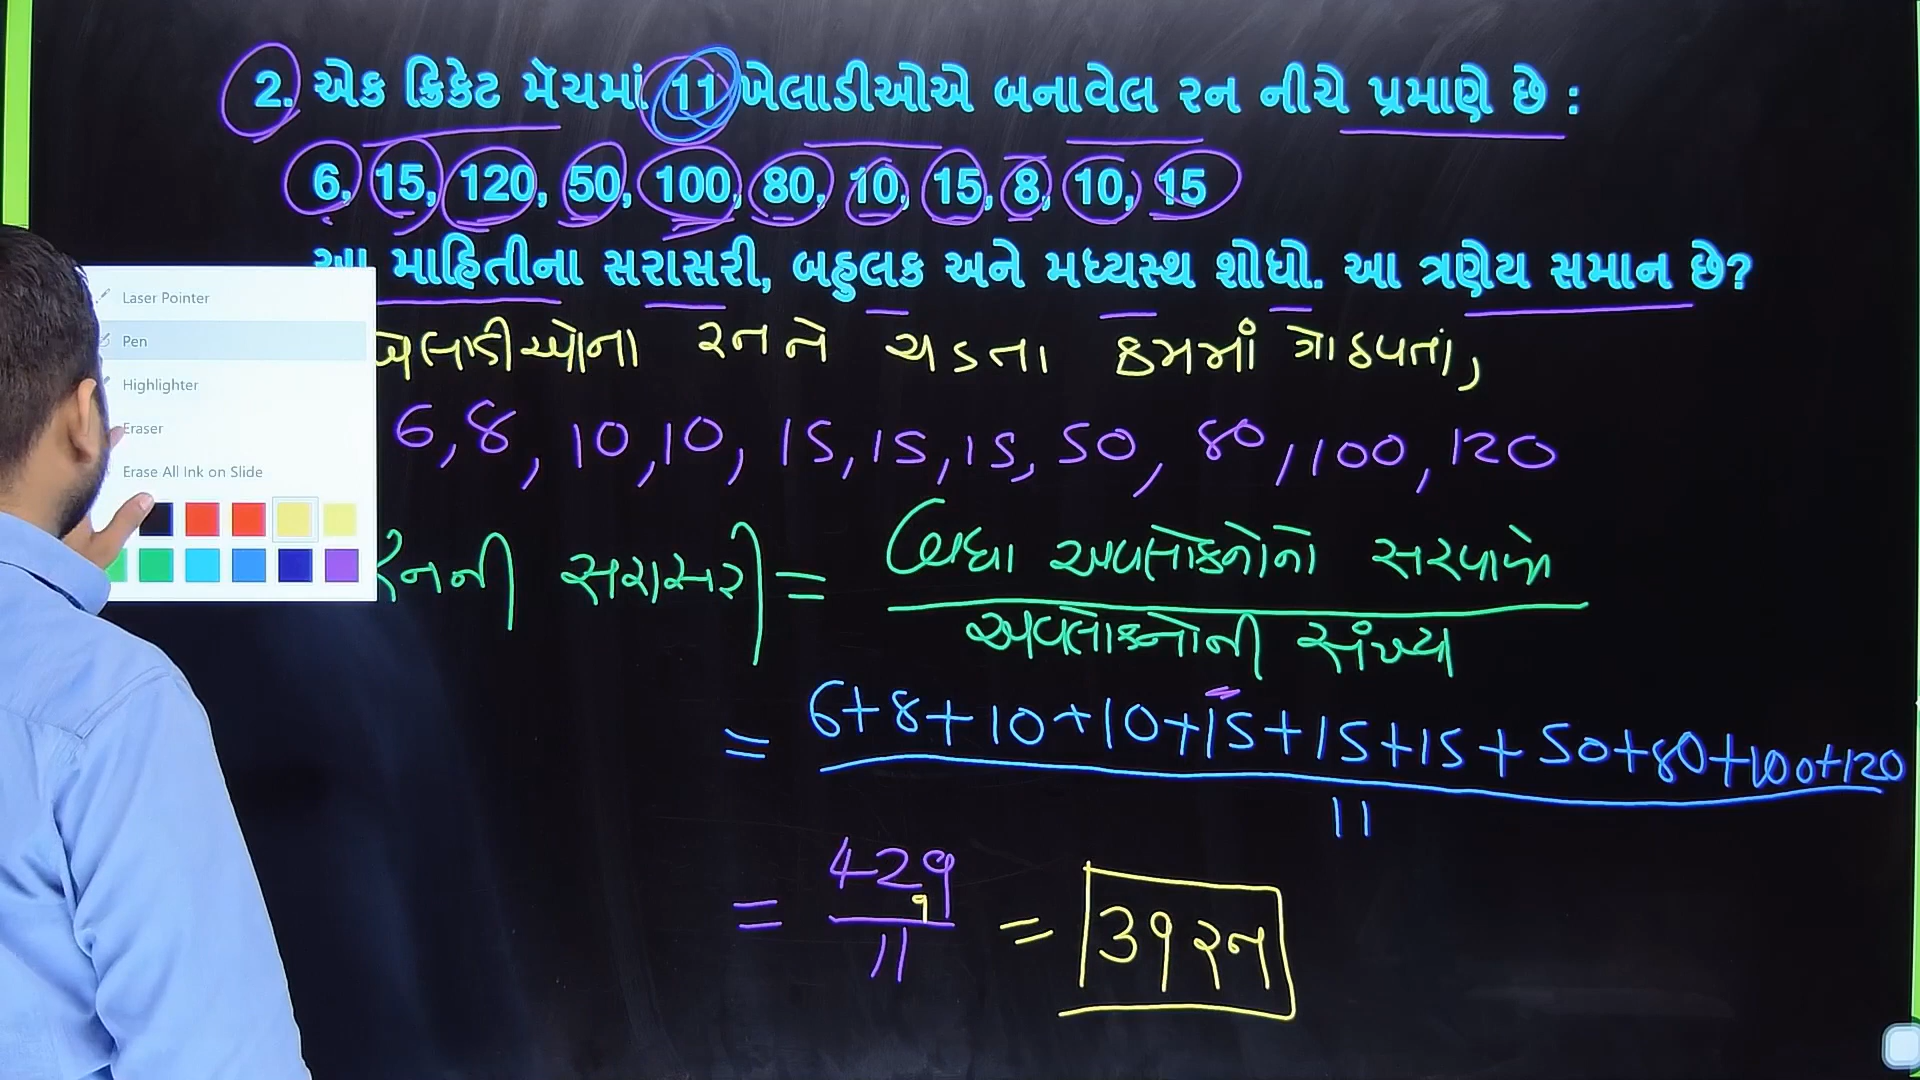 2. એક ક્રિકેટ મૅચમાં 11 ખેલાડીઓએ બનાવેલ રન નીચે પ્રમાણે છે :
6, 15, 120, 50, 100, 80, 10, 15, 8, 10, 15
માહિતીના સરાસરી, બહુલક અને મધ્યસ્થ શોધો. આ ત્રણેય સમાન છે?
Laser Pointer
Pen
Highlighter
Eraser
Erase All Ink on Slide
ખેલાડીઓના રનને ચડતા ક્રમમાં ગોઠવતાં,
6, 8, 10, 10, 15, 15, 15, 50, 80, 100, 120
રનની સરાસરી = બધા અવલોકનોનો સરવાળો
અવલોકનોની સંખ્યા
= 6+8+10+10+15+15+15+50+80+100+120
11
= 429
11
= 39 રન